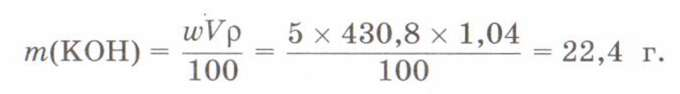 m(KOH) = wVρ/100 = 5 × 430,8 × 1,04/100 = 22,4 г.